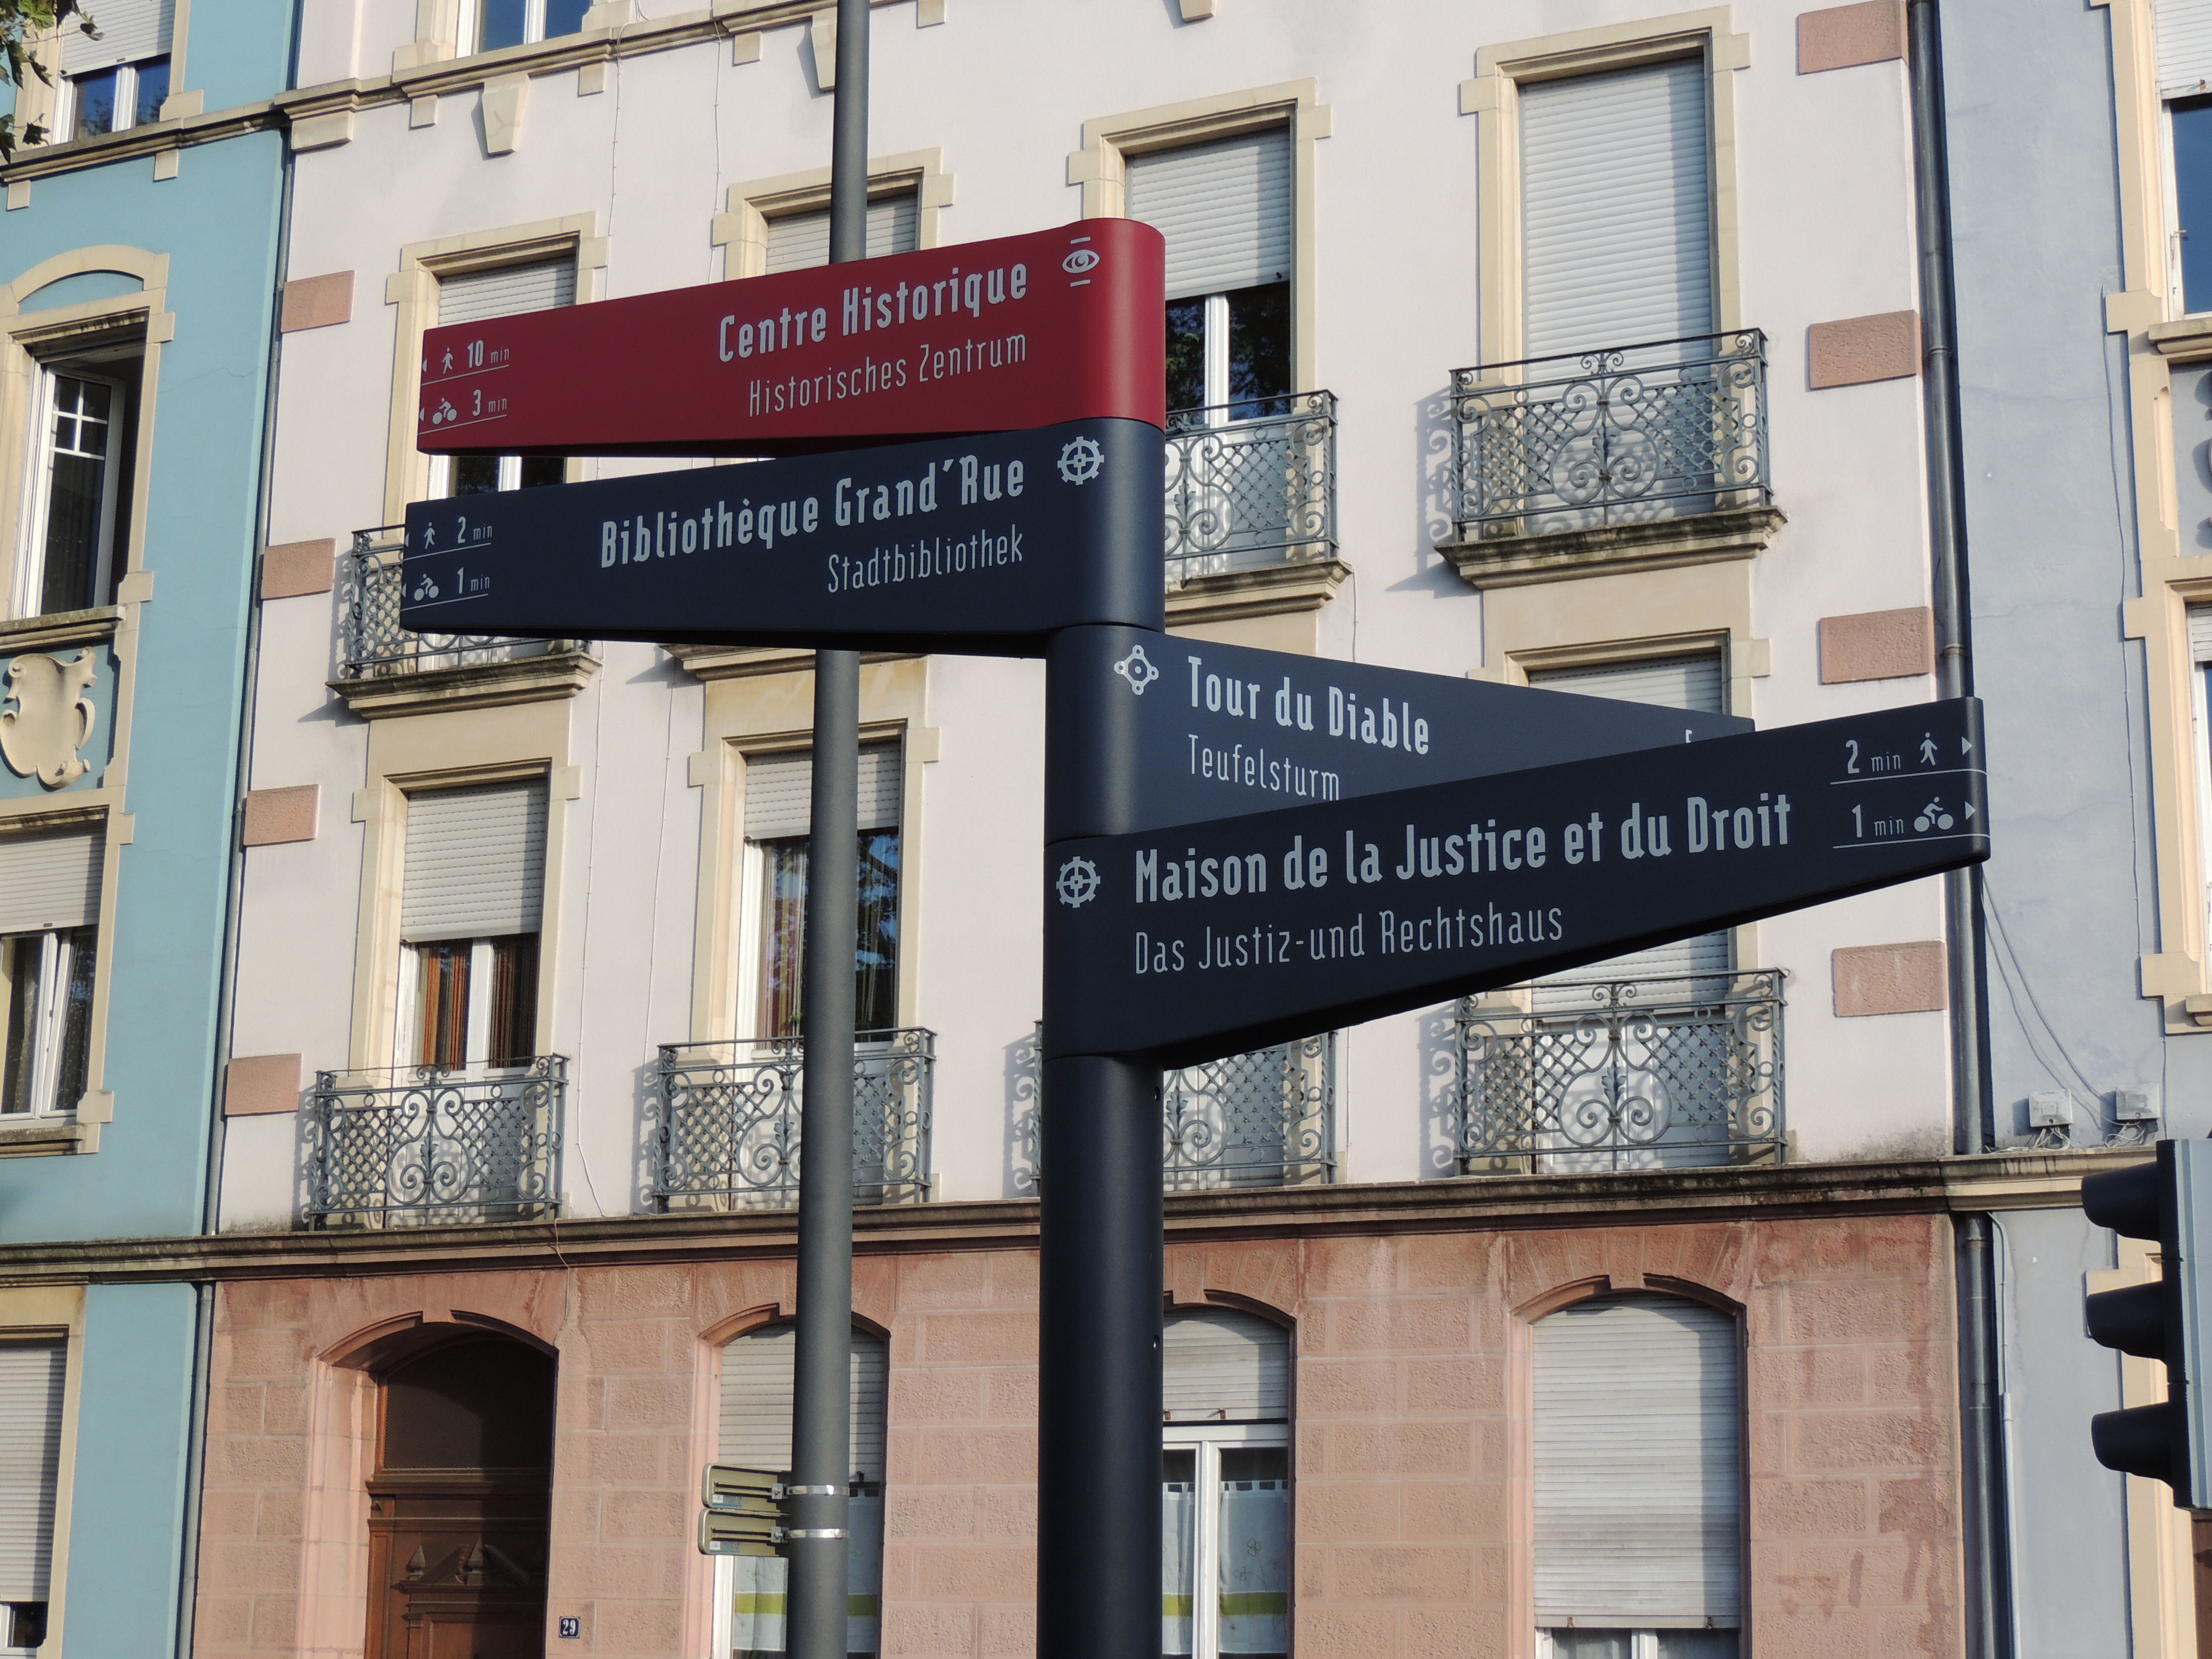 Centre Historique
Historisches Zentrum
10 min
3 min
Bibliothèque Grand'Rue
Stadtbibliothek
2 min
1 min
Tour du Diable
Teufelsturm
Maison de la Justice et du Droit
Das Justiz-und Rechtshaus
2 min
1 min
29